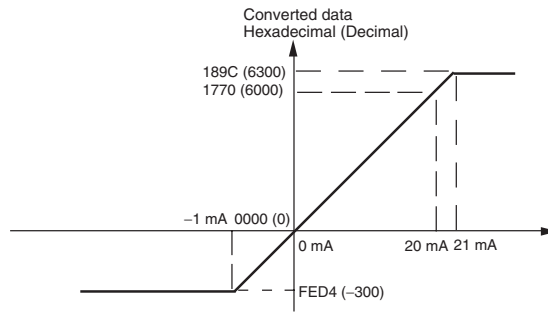 Converted data
Hexadecimal (Decimal)
189C (6300)
1770 (6000)
−1 mA 0000 (0)
0 mA
20 mA 21 mA
FED4 (−300)